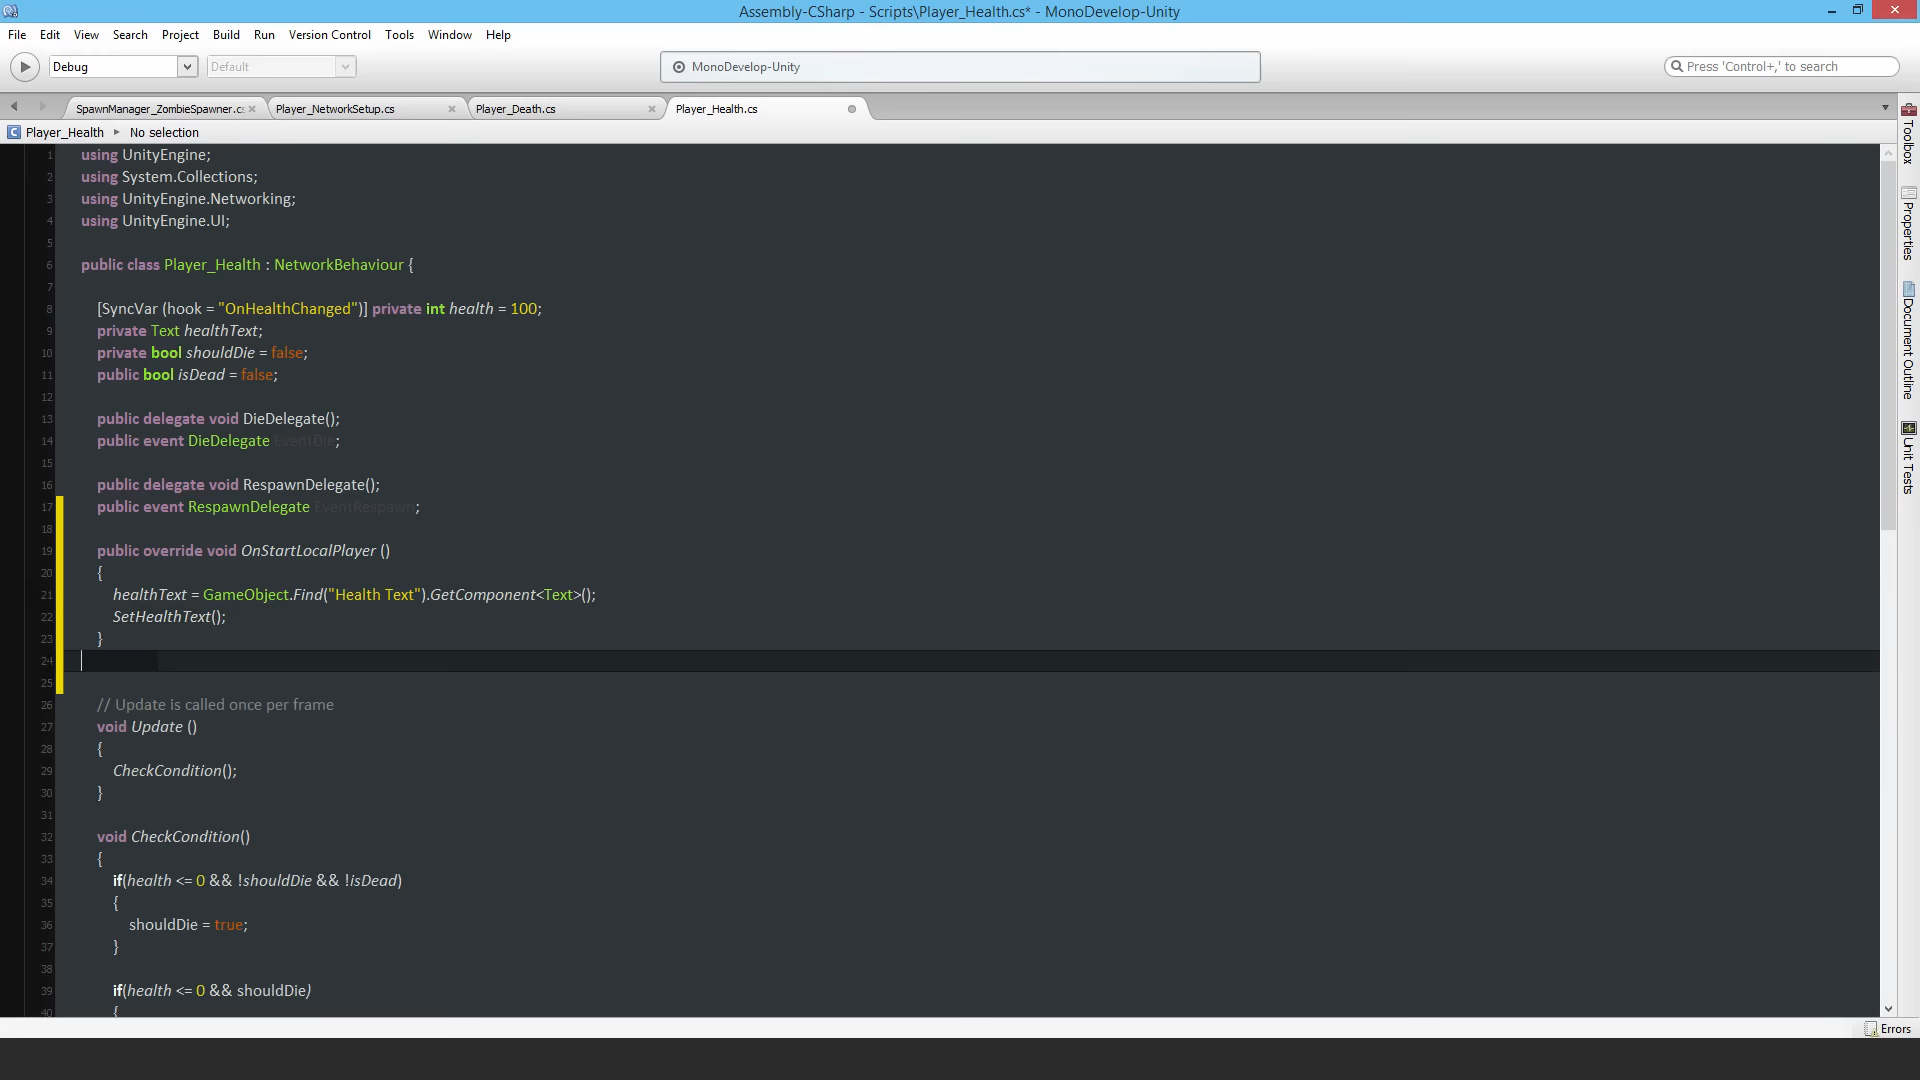 Assembly-CSharp - Scripts\Player_Health.cs* - MonoDevelop-Unity
File Edit View Search Project Build Run Version Control Tools Window Help
Debug Default MonoDevelop-Unity Press 'Control+,' to search
SpawnManager_ZombieSpawner.cs Player_NetworkSetup.cs Player_Death.cs Player_Health.cs
Player_Health No selection
1 using UnityEngine;
2 using System.Collections;
3 using UnityEngine.Networking;
4 using UnityEngine.UI;
5
6 public class Player_Health : NetworkBehaviour {
7
8 [SyncVar (hook = "OnHealthChanged")] private int health = 100;
9 private Text healthText;
10 private bool shouldDie = false;
11 public bool isDead = false;
12
13 public delegate void DieDelegate();
14 public event DieDelegate EventDie;
15
16 public delegate void RespawnDelegate();
17 public event RespawnDelegate EventRespawn;
18
19 public override void OnStartLocalPlayer ()
20 {
21 healthText = GameObject.Find("Health Text").GetComponent<Text>();
22 SetHealthText();
23 }
24
25
26 // Update is called once per frame
27 void Update ()
28 {
29 CheckCondition();
30 }
31
32 void CheckCondition()
33 {
34 if(health <= 0 && !shouldDie && !isDead)
35 {
36 shouldDie = true;
37 }
38
39 if(health <= 0 && shouldDie)
40 {
Toolbox
Properties
Document Outline
Unit Tests
Errors